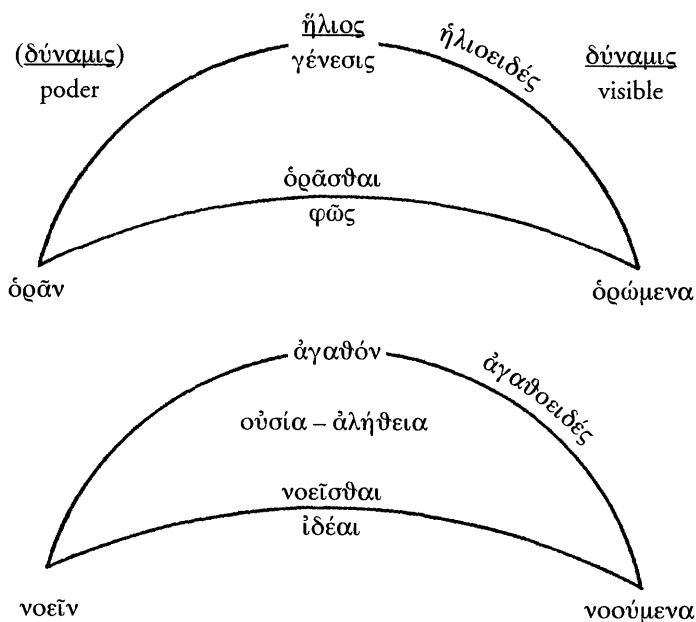 (δύναμις) ἥλιος ἡλιοειδές δύναμις
poder γένεσις visible
ὁρᾶσθαι
φῶς
ὁρᾶν ὁρώμενα
ἀγαθόν ἀγαθοειδές
οὐσία – ἀλήθεια
νοεῖσθαι
ἰδέαι
νοεῖν νοούμενα